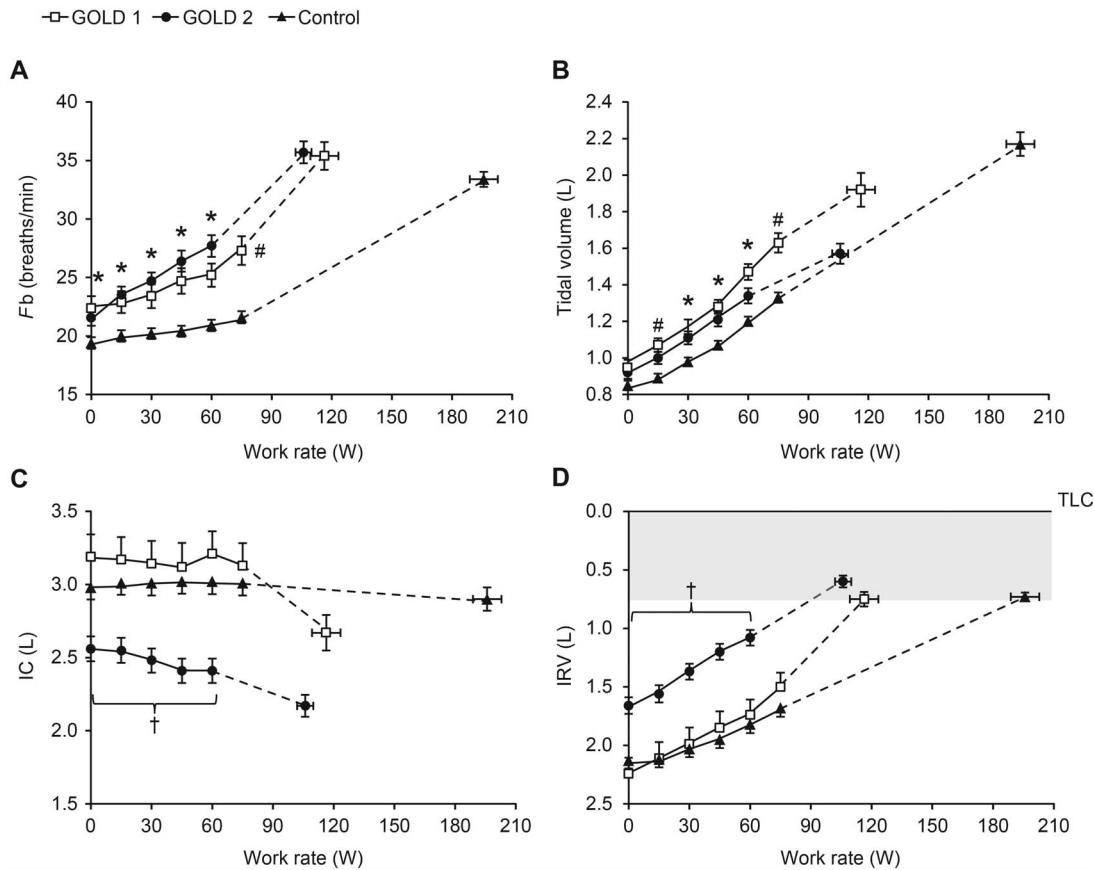 GOLD 1 GOLD 2 Control
A
Fb (breaths/min)
40
35
30
25
20
15
* * * * * #
0 30 60 90 120 150 180 210
Work rate (W)
B
Tidal volume (L)
2.4
2.2
2.0
1.8
1.6
1.4
1.2
1.0
0.8
# * * * #
0 30 60 90 120 150 180 210
Work rate (W)
C
IC (L)
3.5
3.0
2.5
2.0
1.5
†
0 30 60 90 120 150 180 210
Work rate (W)
D
TLC
IRV (L)
0.0
0.5
1.0
1.5
2.0
2.5
†
0 30 60 90 120 150 180 210
Work rate (W)